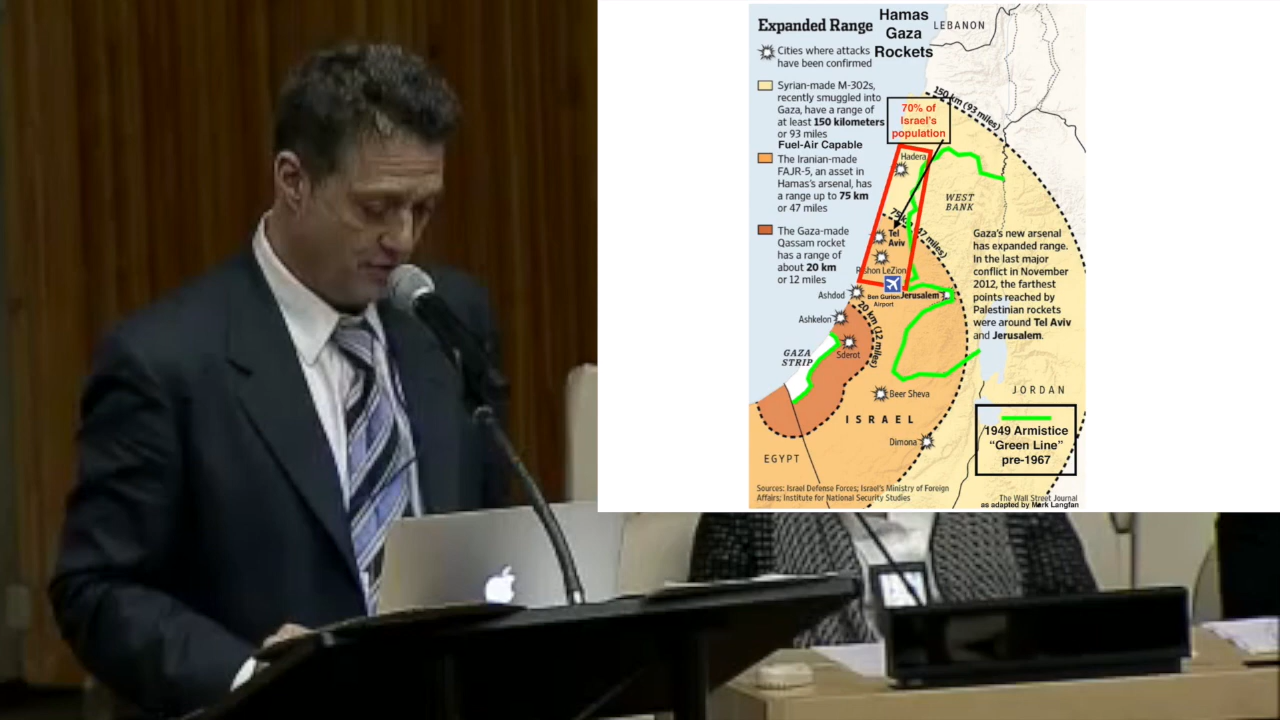 Expanded Range
Hamas
Gaza
Rockets
Cities where attacks
have been confirmed
Syrian-made M-302s,
recently smuggled into
Gaza, have a range of
at least 150 kilometers
or 93 miles
Fuel-Air Capable
The Iranian-made
FAJR-5, an asset in
Hamas's arsenal, has
a range up to 75 km
or 47 miles
The Gaza-made
Qassam rocket
has a range of
about 20 km
or 12 miles
LEBANON
150 km (93 miles)
70% of
Israel's
population
Hadera
WEST
BANK
Tel
Aviv
Gaza's new arsenal
has expanded range.
In the last major
conflict in November
2012, the farthest
points reached by
Palestinian rockets
were around Tel Aviv
and Jerusalem.
Ashdod
Ben Gurion
Airport
Jerusalem
20 km (12 miles)
Ashkelon
Sderot
GAZA
STRIP
Beer Sheva
ISRAEL
JORDAN
Dimona
EGYPT
1949 Armistice
“Green Line”
pre-1967
Sources: Israel Defense Forces; Israel's Ministry of Foreign
Affairs; Institute for National Security Studies
The Wall Street Journal
as adapted by Mark Langfan